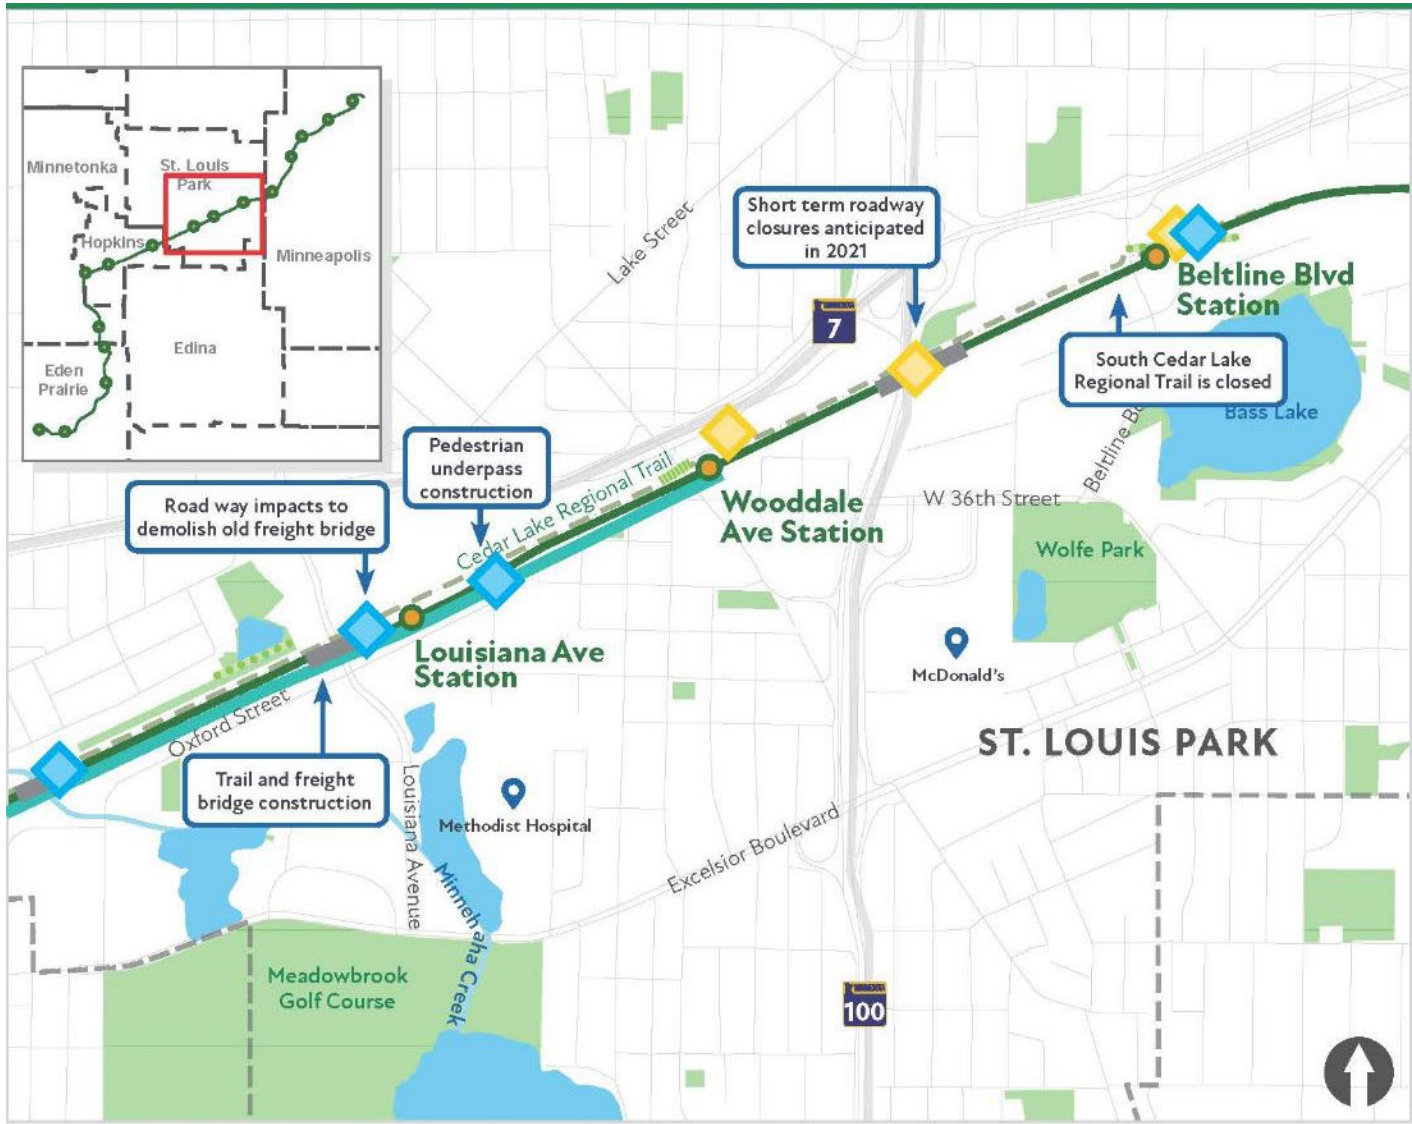 Minnetonka
St. Louis
Park
Hopkins
Minneapolis
Edina
Eden
Prairie
Lake Street
Short term roadway
closures anticipated
in 2021
7
Beltline Blvd
Station
South Cedar Lake
Regional Trail is closed
Bass Lake
Pedestrian
underpass
construction
Road way impacts to
demolish old freight bridge
Cedar Lake Regional Trail
Wooddale
Ave Station
W 36th Street
Wolfe Park
Beltline
Louisiana Ave
Station
McDonald's
Oxford Street
ST. LOUIS PARK
Trail and freight
bridge construction
Louisiana Avenue
Methodist Hospital
Excelsior Boulevard
Minnehaha Creek
Meadowbrook
Golf Course
100